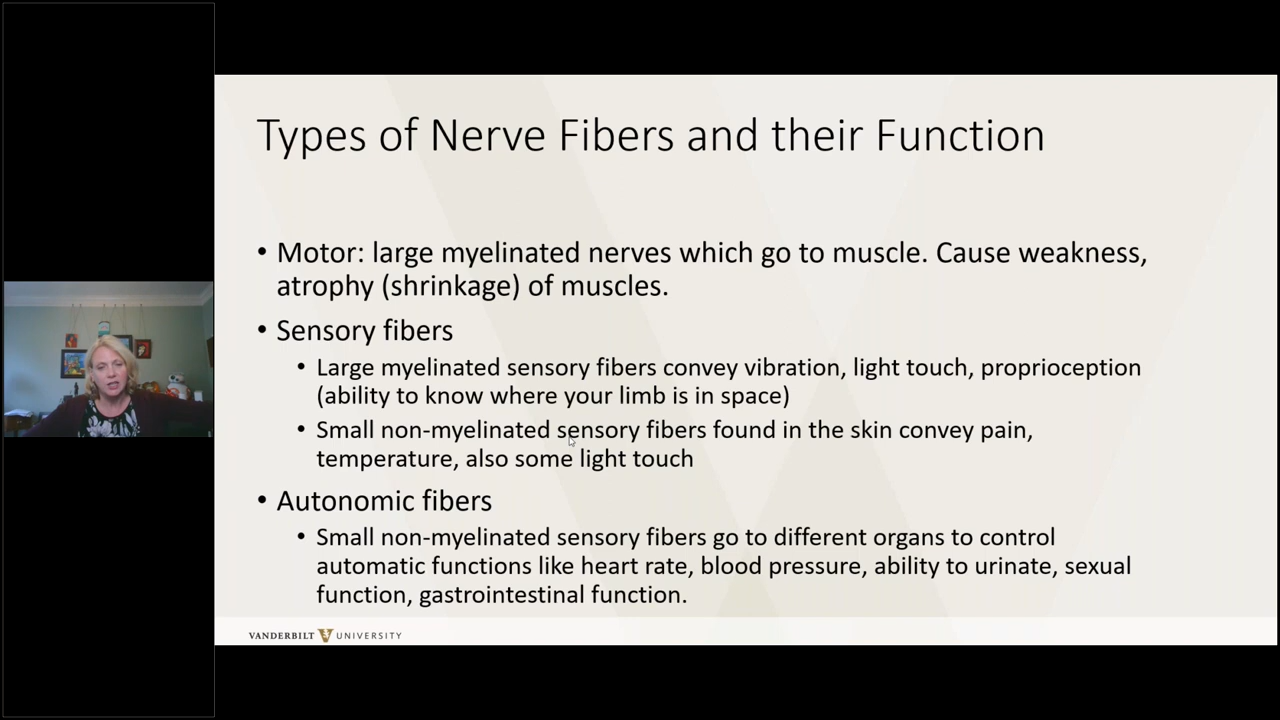 Types of Nerve Fibers and their Function
• Motor: large myelinated nerves which go to muscle. Cause weakness,
atrophy (shrinkage) of muscles.
• Sensory fibers
• Large myelinated sensory fibers convey vibration, light touch, proprioception
(ability to know where your limb is in space)
• Small non-myelinated sensory fibers found in the skin convey pain,
temperature, also some light touch
• Autonomic fibers
• Small non-myelinated sensory fibers go to different organs to control
automatic functions like heart rate, blood pressure, ability to urinate, sexual
function, gastrointestinal function.
VANDERBILT V UNIVERSITY